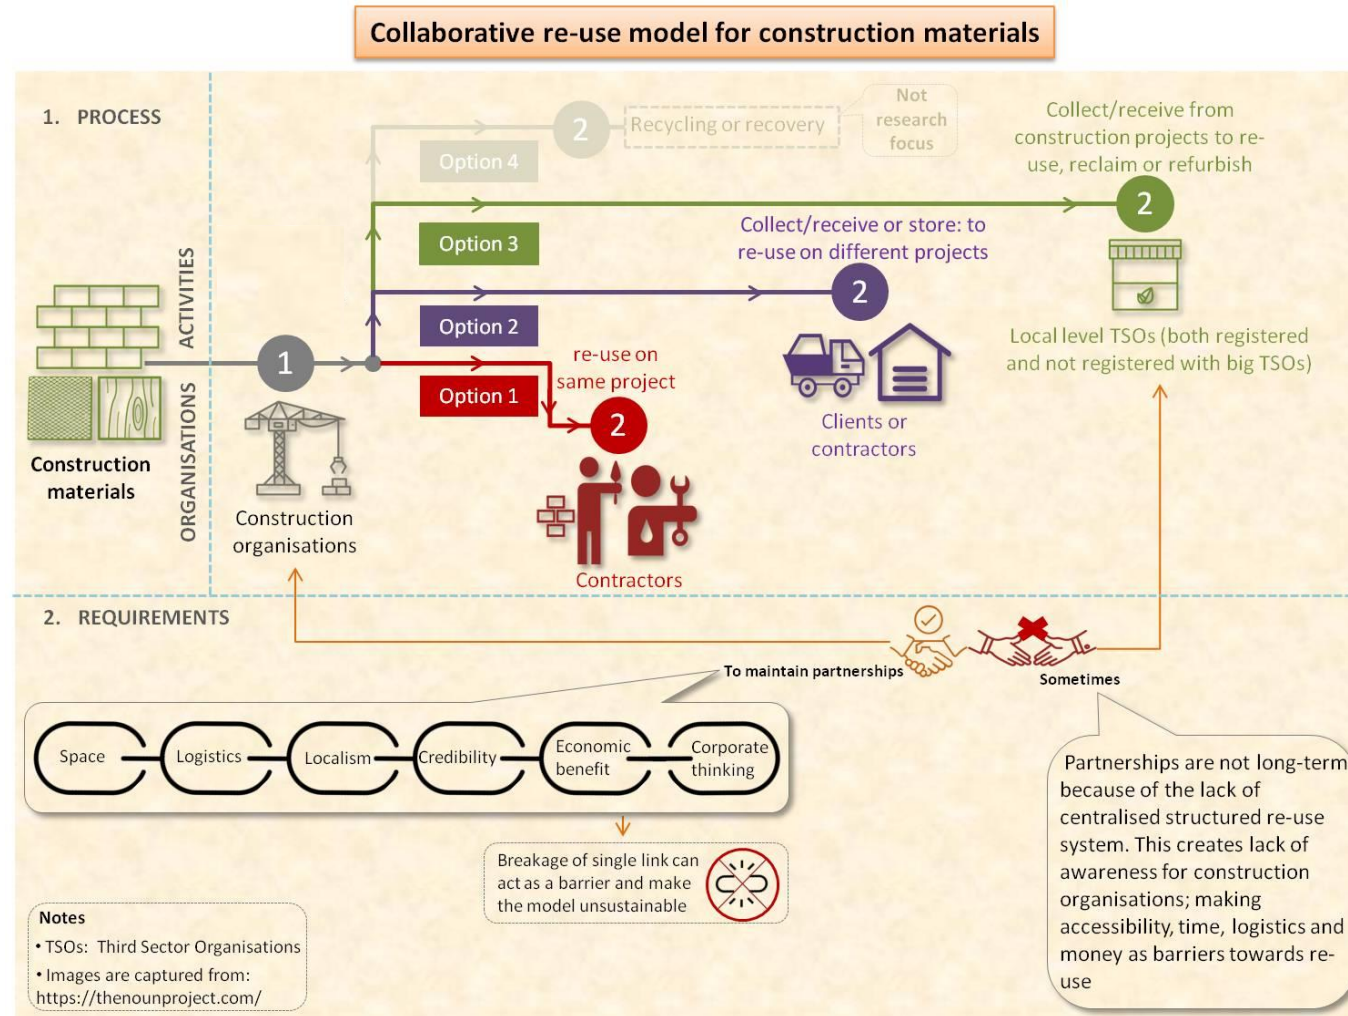 Collaborative re-use model for construction materials
1. PROCESS
ACTIVITIES
ORGANISATIONS
Construction
materials
1
Construction
organisations
Option 4
2
Recycling or recovery
Not
research
focus
Option 3
Collect/receive from
construction projects to re-
use, reclaim or refurbish
2
Local level TSOs (both registered
and not registered with big TSOs)
Option 2
Collect/receive or store: to
re-use on different projects
2
Clients or
contractors
Option 1
re-use on
same project
2
Contractors
2. REQUIREMENTS
To maintain partnerships
Sometimes
Space
Logistics
Localism
Credibility
Economic
benefit
Corporate
thinking
Breakage of single link can
act as a barrier and make
the model unsustainable
Partnerships are not long-term
because of the lack of
centralised structured re-use
system. This creates lack of
awareness for construction
organisations; making
accessibility, time, logistics and
money as barriers towards re-
use
Notes
• TSOs: Third Sector Organisations
• Images are captured from:
https://thenounproject.com/